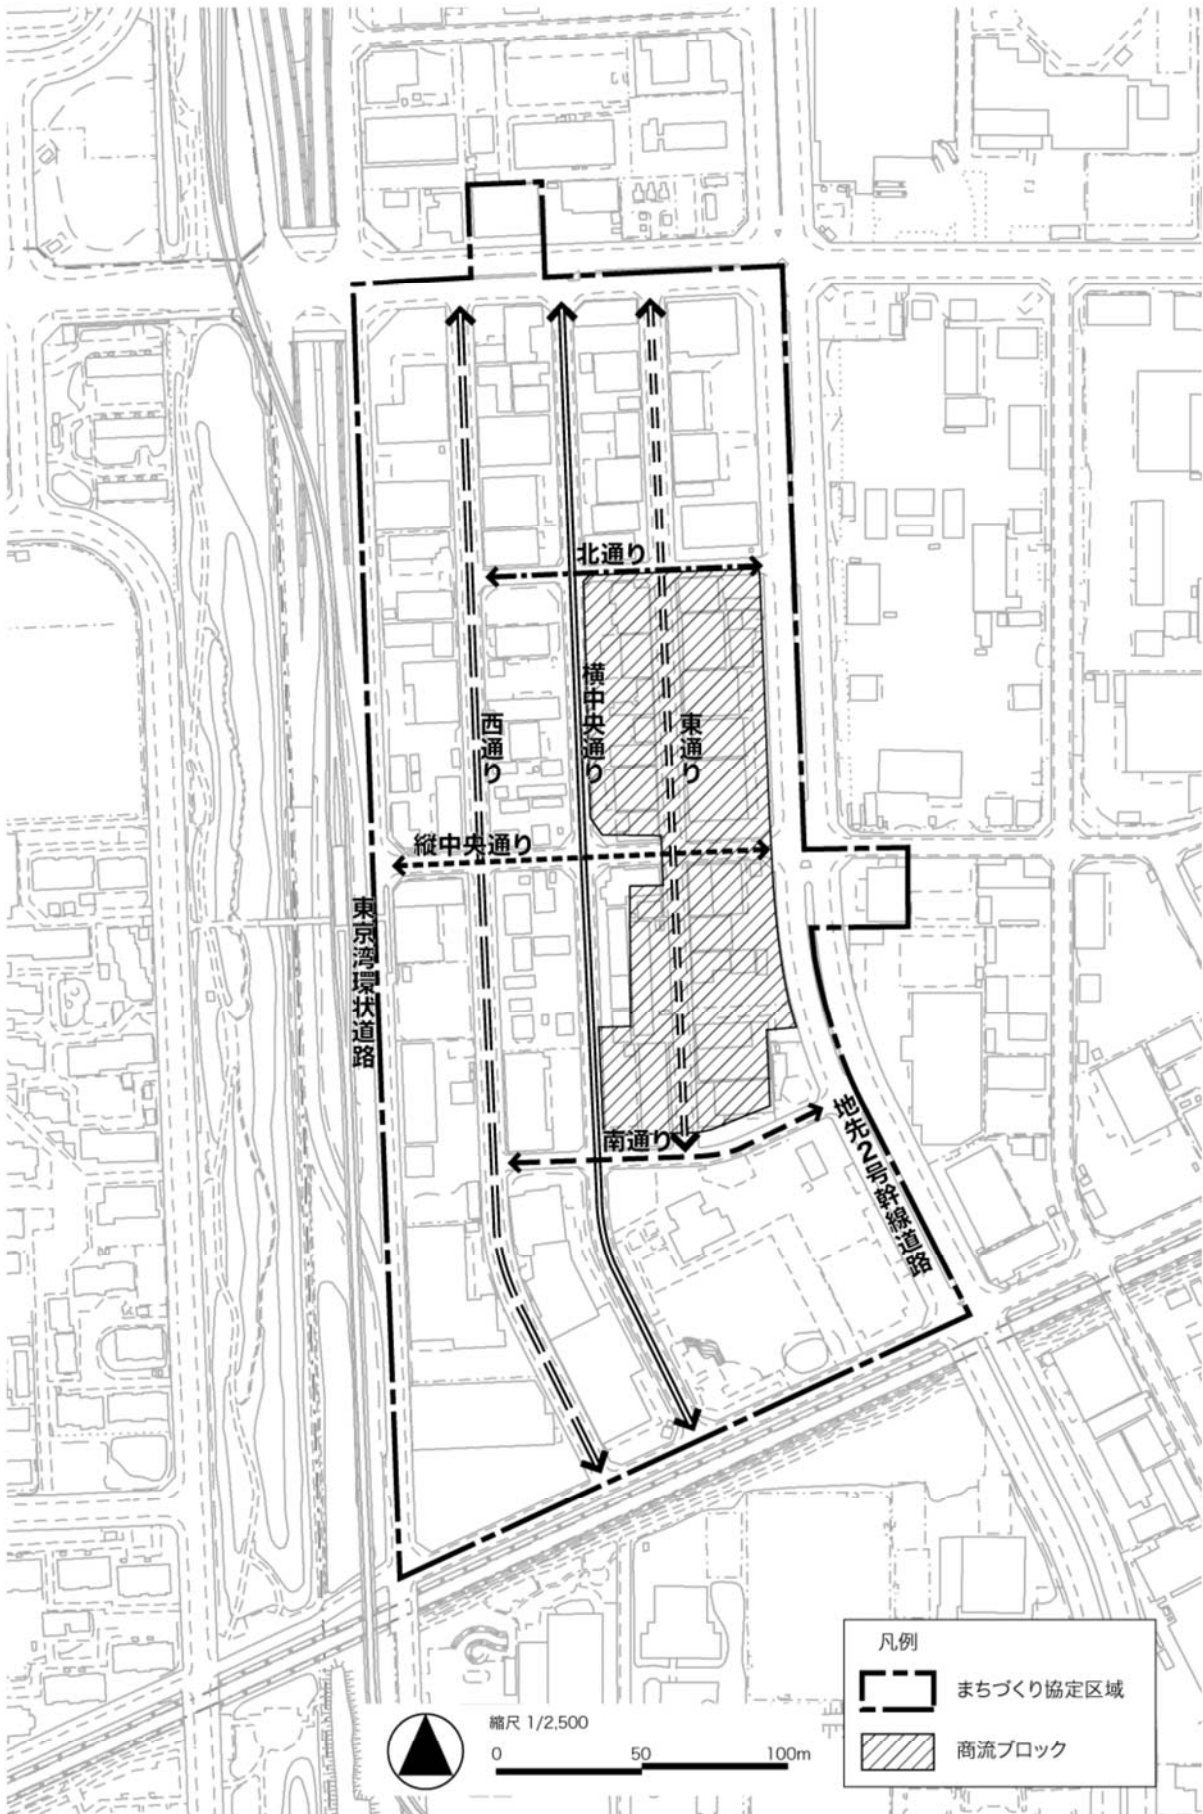 北通り
横中央通り
西通り
東通り
縦中央通り
東京湾環状道路
南通り
地先2号幹線道路
凡例
まちづくり協定区域
商流ブロック
縮尺 1/2,500
0 50 100m